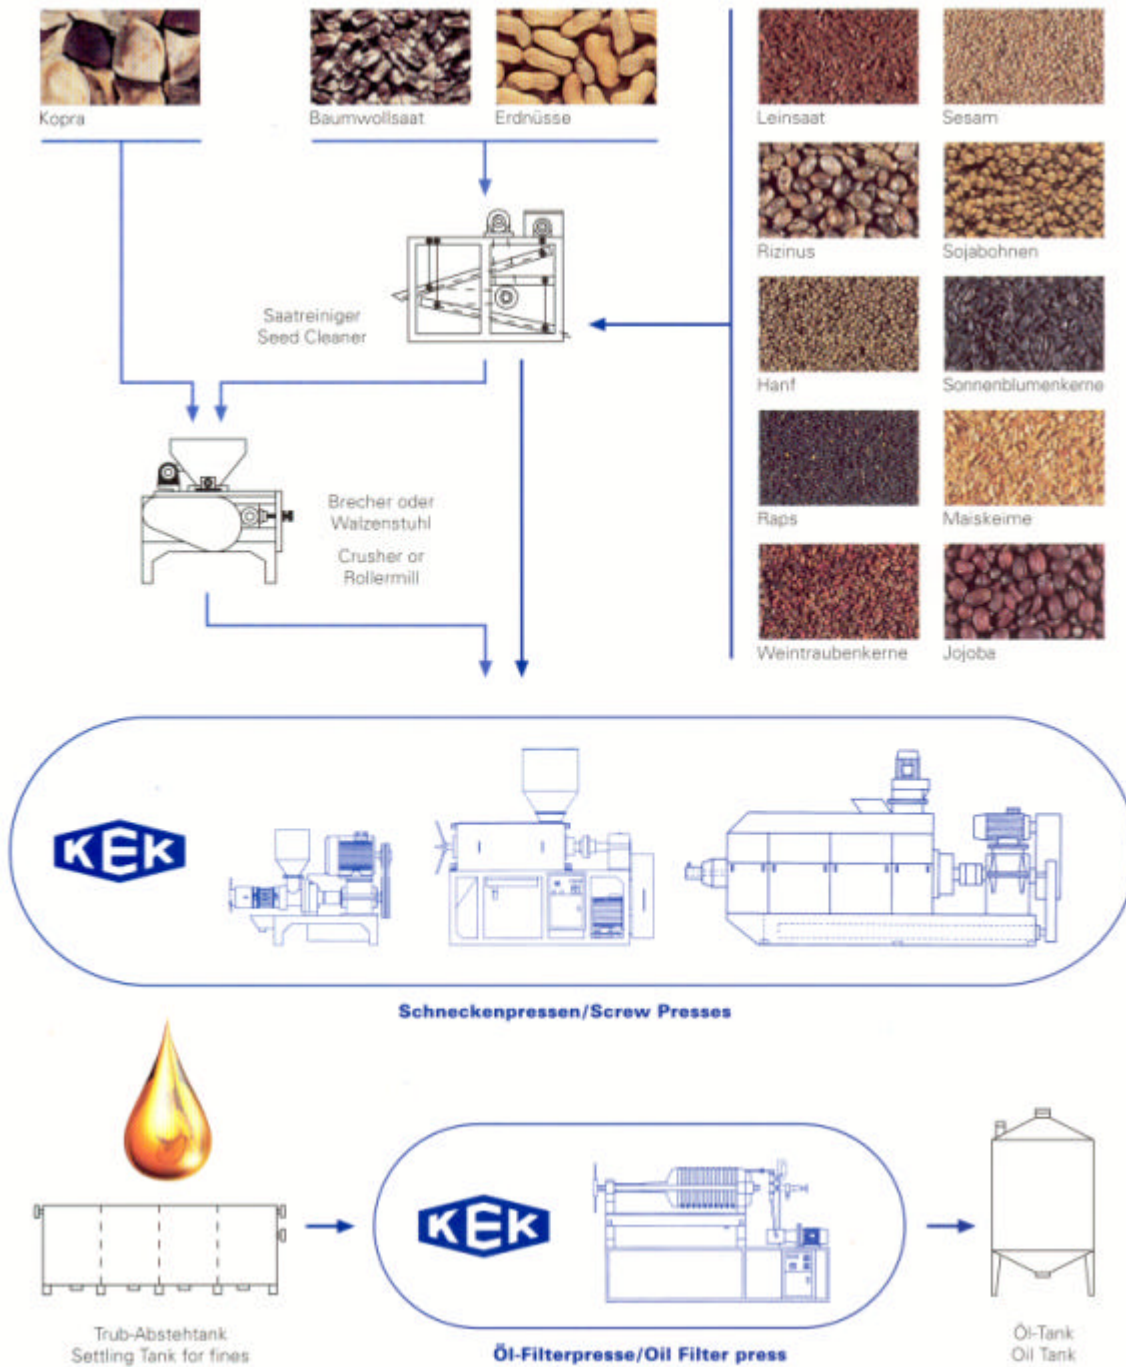 Kopra
Baumwollsaat
Erdnüsse
Leinsaat
Sesam
Rizinus
Sojabohnen
Saatreiniger
Seed Cleaner
Hanf
Sonnenblumenkerne
Brecher oder
Walzenstuhl
Crusher or
Rollermill
Raps
Maiskeime
Weintraubenkerne
Jojoba
KEK
Schneckenpressen/Screw Presses
KEK
Trub-Abstehtank
Settling Tank for fines
Öl-Filterpresse/Oil Filter press
Öl-Tank
Oil Tank